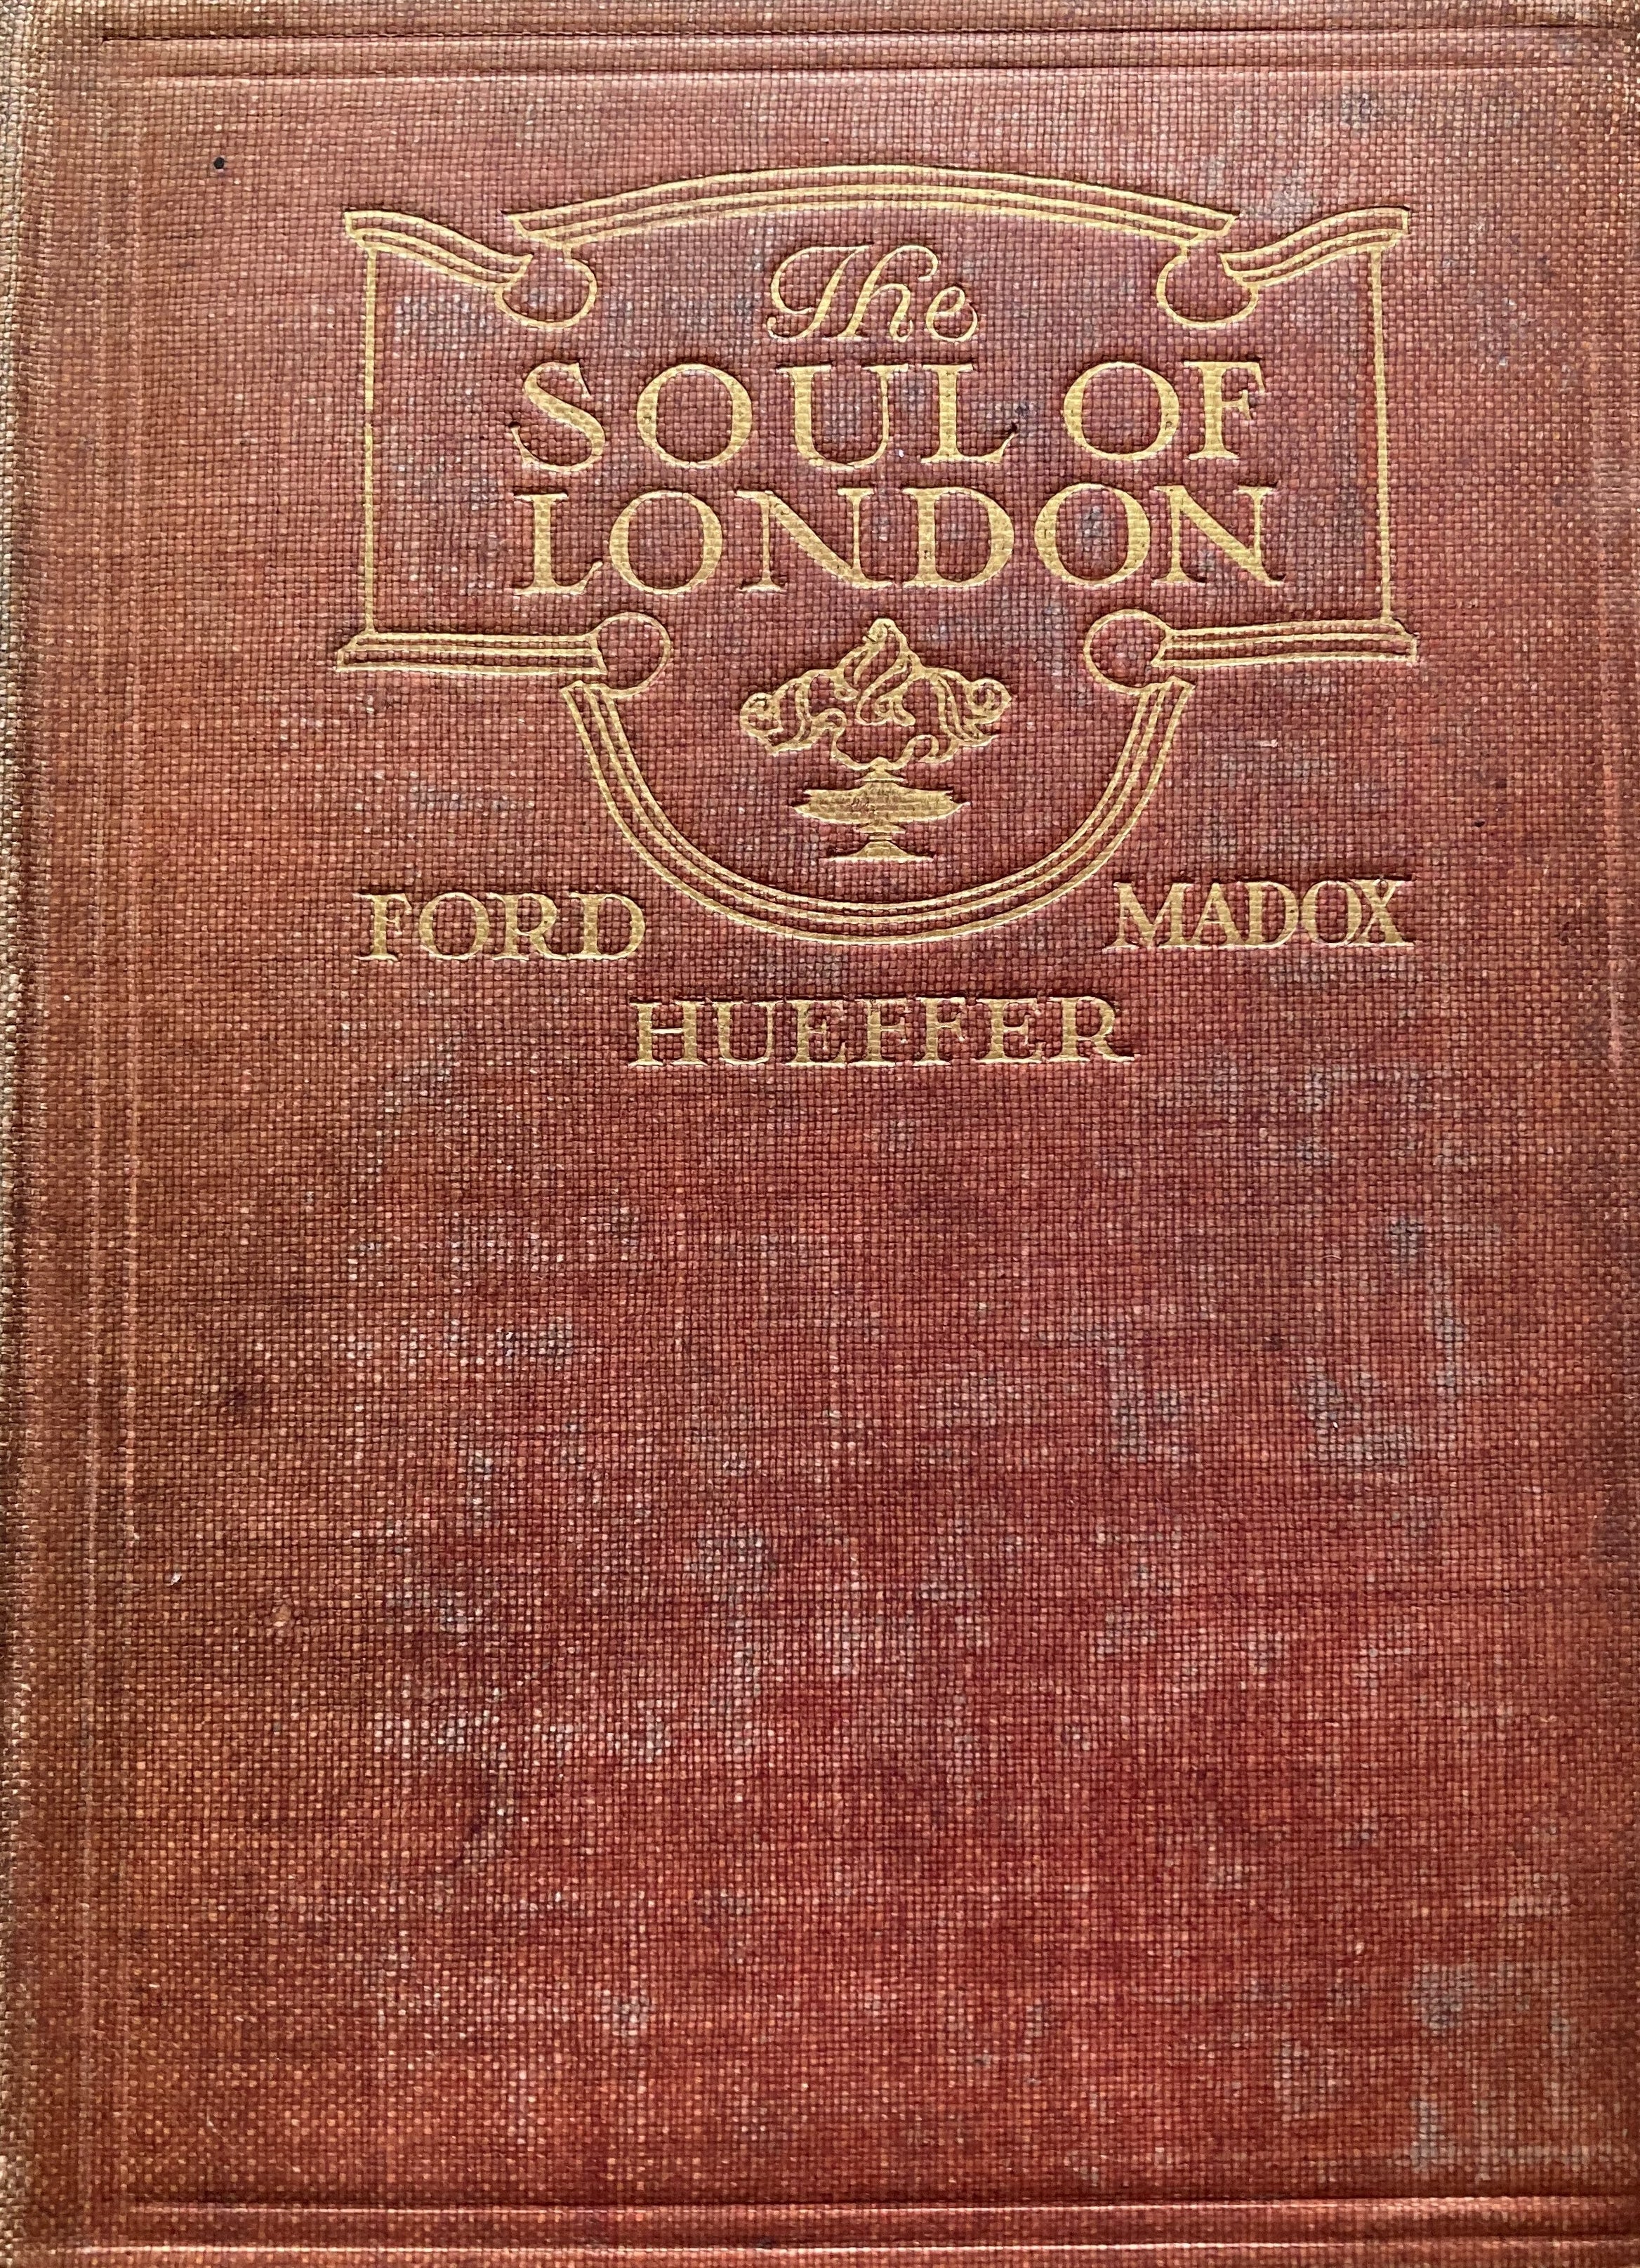 The
SOUL OF
LONDON
FORD MADOX
HUEFFER